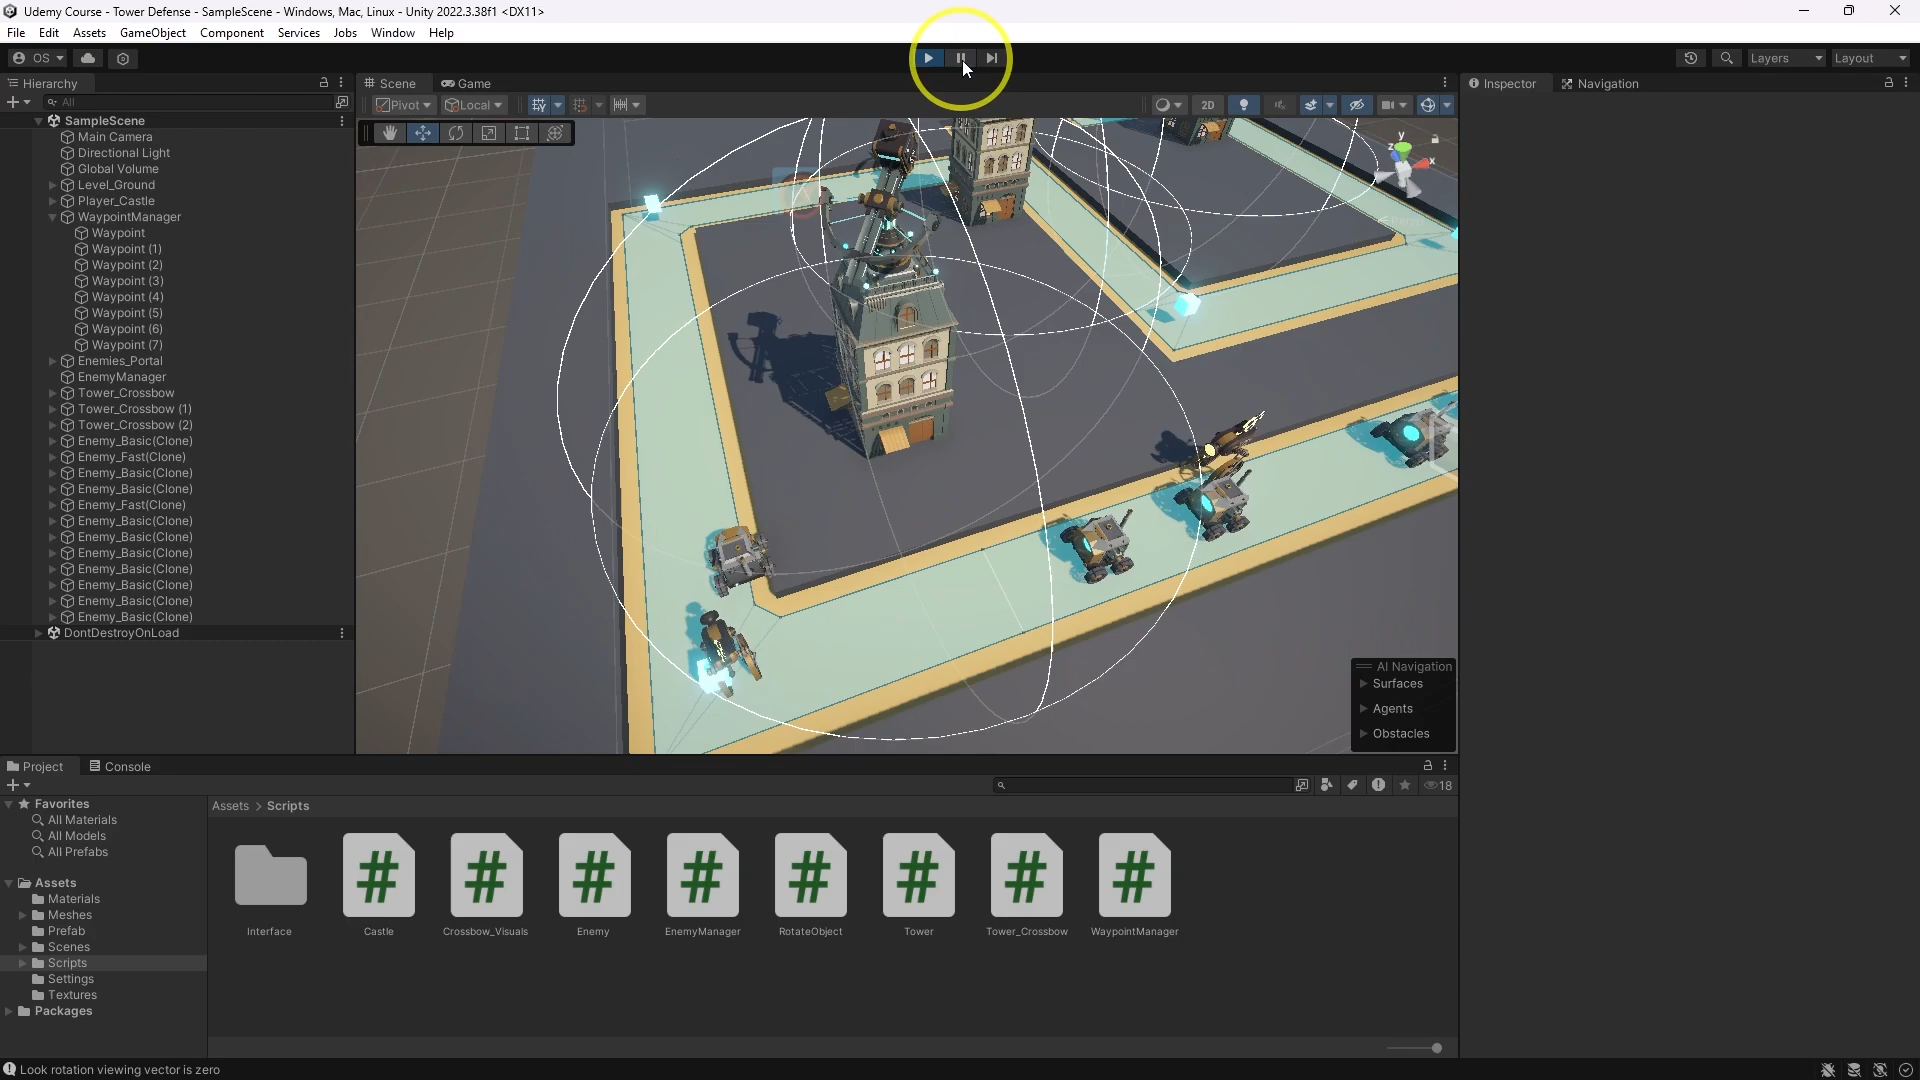 Udemy Course - Tower Defense - SampleScene - Windows, Mac, Linux - Unity 2022.3.38f1 <DX11>
File Edit Assets GameObject Component Services Jobs Window Help
OS
Layers
Layout
Hierarchy
All
SampleScene
Main Camera
Directional Light
Global Volume
Level_Ground
Player_Castle
WaypointManager
Waypoint
Waypoint (1)
Waypoint (2)
Waypoint (3)
Waypoint (4)
Waypoint (5)
Waypoint (6)
Waypoint (7)
Enemies_Portal
EnemyManager
Tower_Crossbow
Tower_Crossbow (1)
Tower_Crossbow (2)
Enemy_Basic(Clone)
Enemy_Fast(Clone)
Enemy_Basic(Clone)
Enemy_Basic(Clone)
Enemy_Fast(Clone)
Enemy_Basic(Clone)
Enemy_Basic(Clone)
Enemy_Basic(Clone)
Enemy_Basic(Clone)
Enemy_Basic(Clone)
Enemy_Basic(Clone)
Enemy_Basic(Clone)
DontDestroyOnLoad
Scene
Game
Pivot
Local
2D
y
z
x
AI Navigation
Surfaces
Agents
Obstacles
Inspector
Navigation
Project
Console
18
Favorites
All Materials
All Models
All Prefabs
Assets
Materials
Meshes
Prefab
Scenes
Scripts
Settings
Textures
Packages
Assets > Scripts
Interface
Castle
Crossbow_Visuals
Enemy
EnemyManager
RotateObject
Tower
Tower_Crossbow
WaypointManager
Look rotation viewing vector is zero